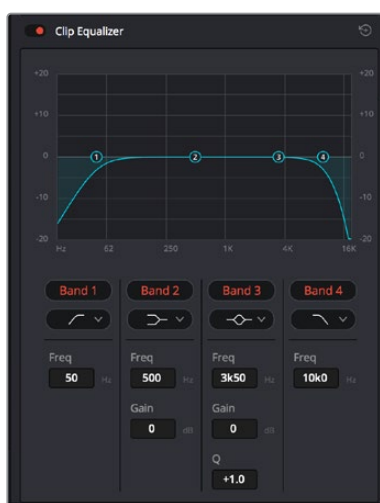 Clip Equalizer
+20 +20
+10 +10
0 0
-10 -10
-20 -20
Hz 62 250 1K 4K 16K
1 2 3 4
Band 1 Band 2 Band 3 Band 4
Freq Freq Freq Freq
50 Hz 500 Hz 3k50 Hz 10k0 Hz
Gain Gain
0 dB 0 dB
Q
+1.0